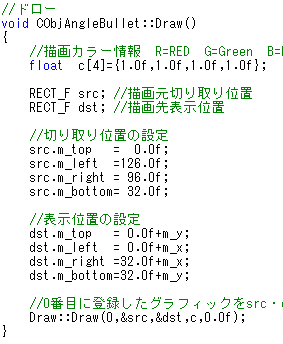 //ドロー
void CObjAngleBullet::Draw()
{
//描画カラー情報 R=RED G=Green B=
float c[4]={1.0f,1.0f,1.0f,1.0f};
RECT_F src; //描画元切り取り位置
RECT_F dst; //描画先表示位置
//切り取り位置の設定
src.m_top = 0.0f;
src.m_left =126.0f;
src.m_right = 96.0f;
src.m_bottom= 32.0f;
//表示位置の設定
dst.m_top = 0.0f+m_y;
dst.m_left = 0.0f+m_x;
dst.m_right =32.0f+m_x;
dst.m_bottom=32.0f+m_y;
//0番目に登録したグラフィックをsrc・
Draw::Draw(0,&src,&dst,c,0.0f);
}